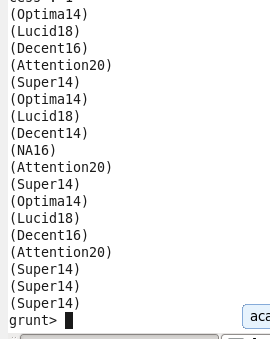 (Optima14)
(Lucid18)
(Decent16)
(Attention20)
(Super14)
(Optima14)
(Lucid18)
(Decent14)
(NA16)
(Attention20)
(Super14)
(Optima14)
(Lucid18)
(Decent16)
(Attention20)
(Super14)
(Super14)
(Super14)
grunt>
aca